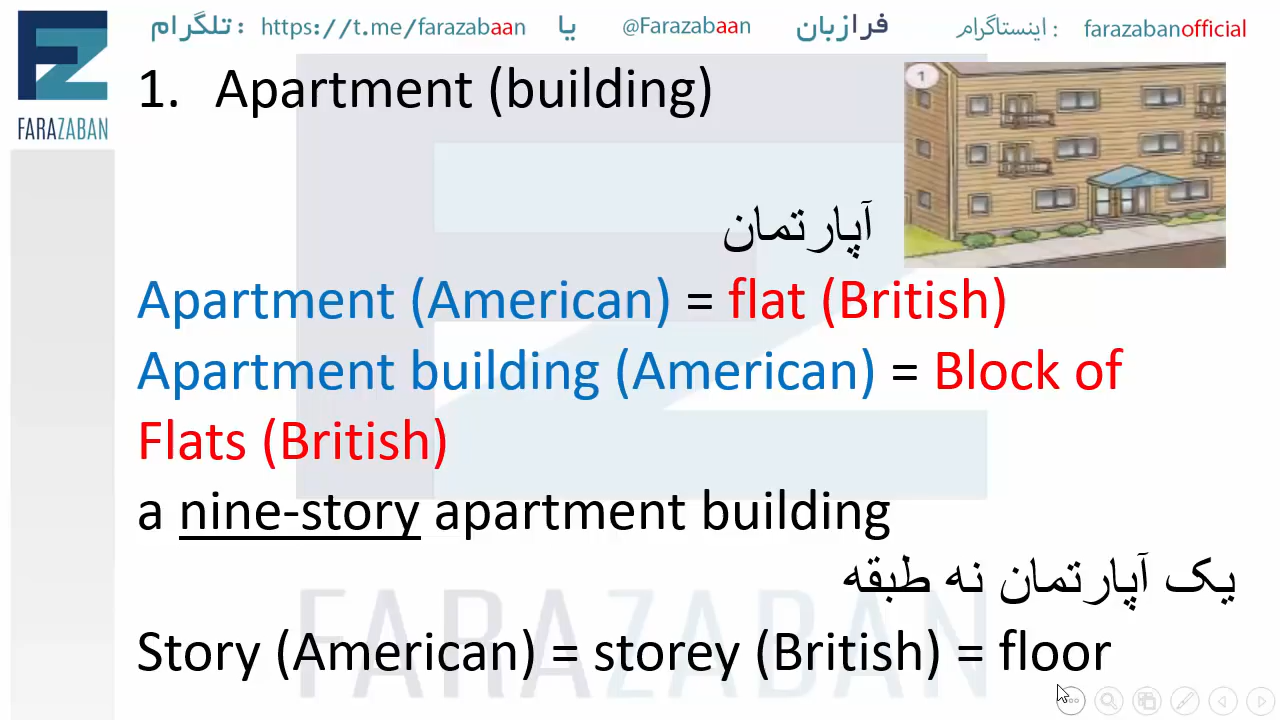 تلگرام : https://t.me/farazabaan یا @Farazabaan فرازبان اینستاگرام : farazabanofficial
FZ
FARAZABAN
1. Apartment (building)
1
آپارتمان
Apartment (American) = flat (British)
Apartment building (American) = Block of
Flats (British)
a nine-story apartment building
یک آپارتمان نه طبقه
Story (American) = storey (British) = floor
FARAZABAN